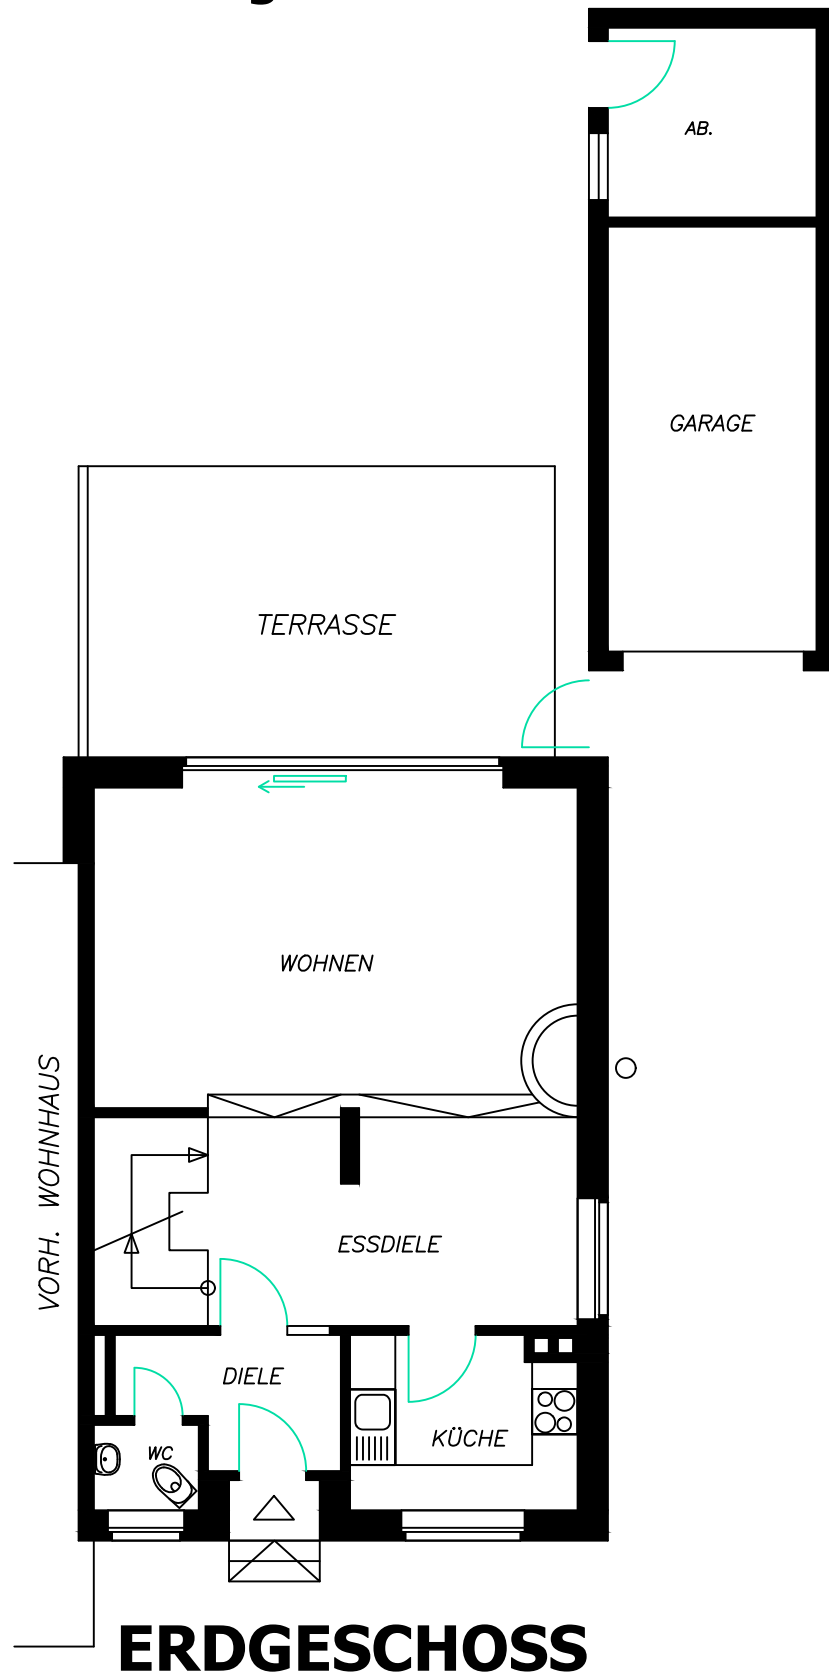 AB.
GARAGE
TERRASSE
WOHNEN
VORH. WOHNHAUS
ESSDIELE
DIELE
KÜCHE
WC
ERDGESCHOSS